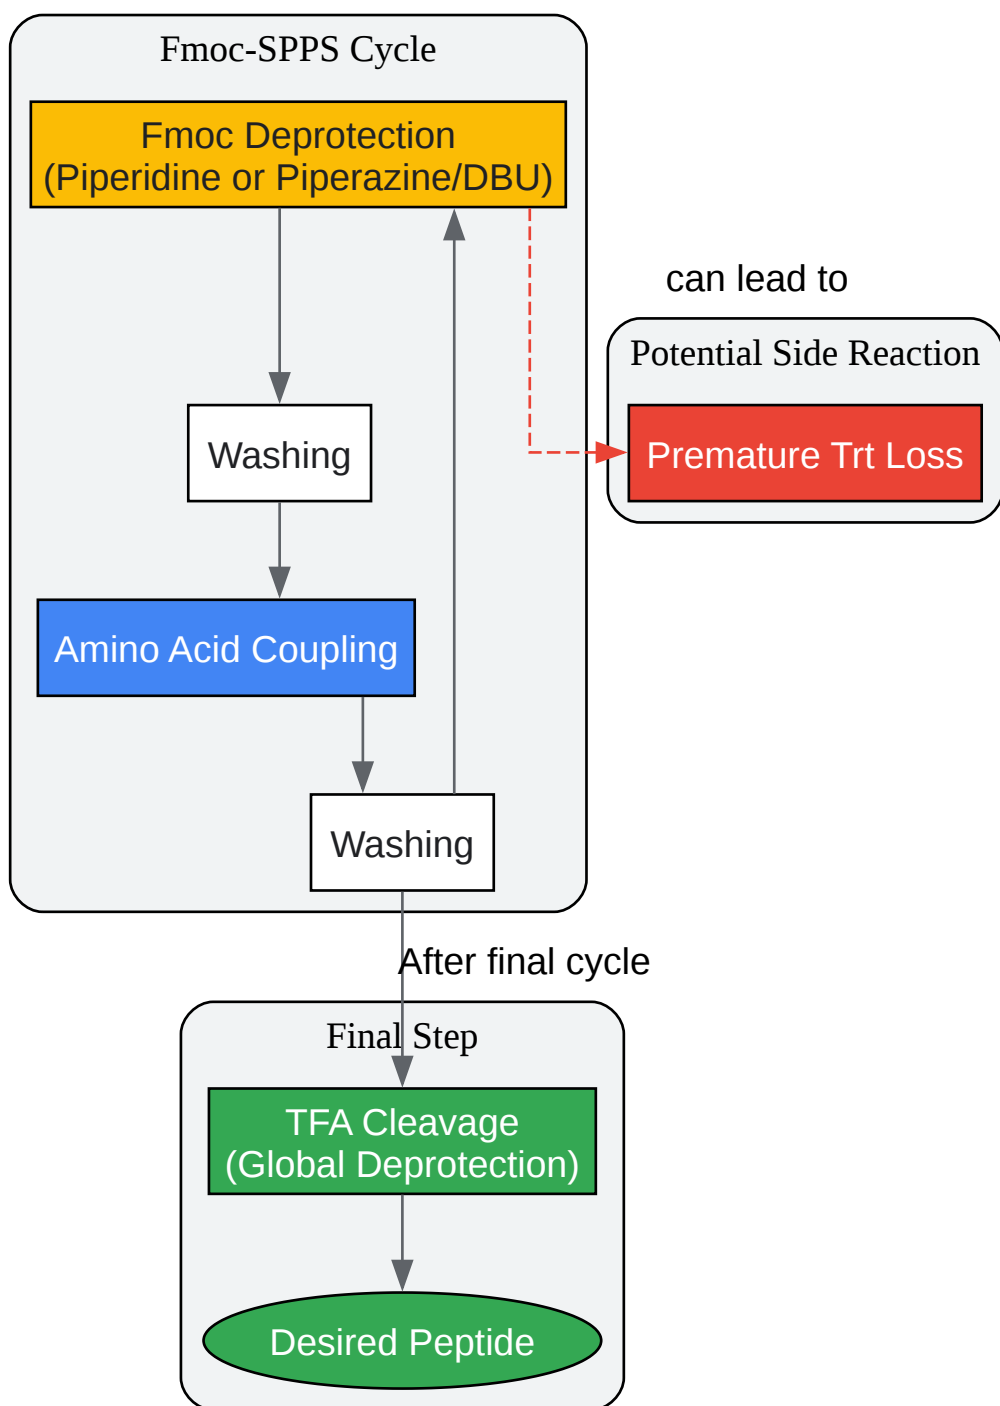 Fmoc-SPPS Cycle
Fmoc Deprotection
(Piperidine or Piperazine/DBU)
can lead to
Potential Side Reaction
Premature Trt Loss
Washing
Amino Acid Coupling
Washing
After final cycle
Final Step
TFA Cleavage
(Global Deprotection)
Desired Peptide